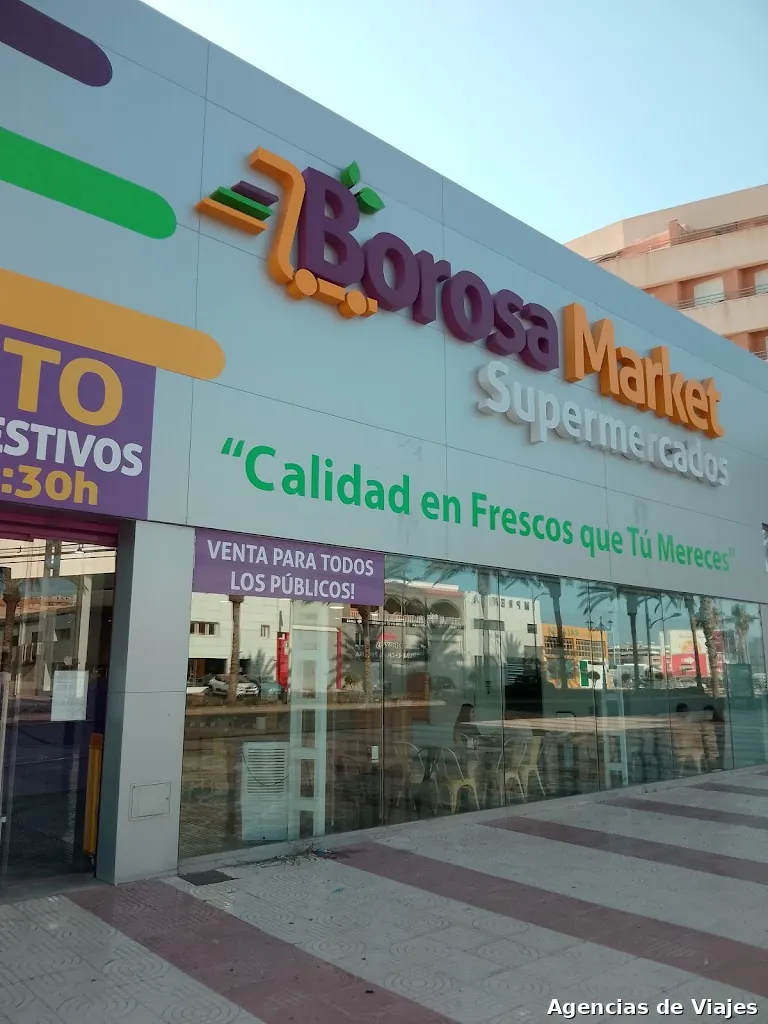 Borosa Market
Supermercados
TO
ESTIVOS
:30h
“Calidad en Frescos que Tú Mereces”
VENTA PARA TODOS
LOS PÚBLICOS!
Agencias de Viajes